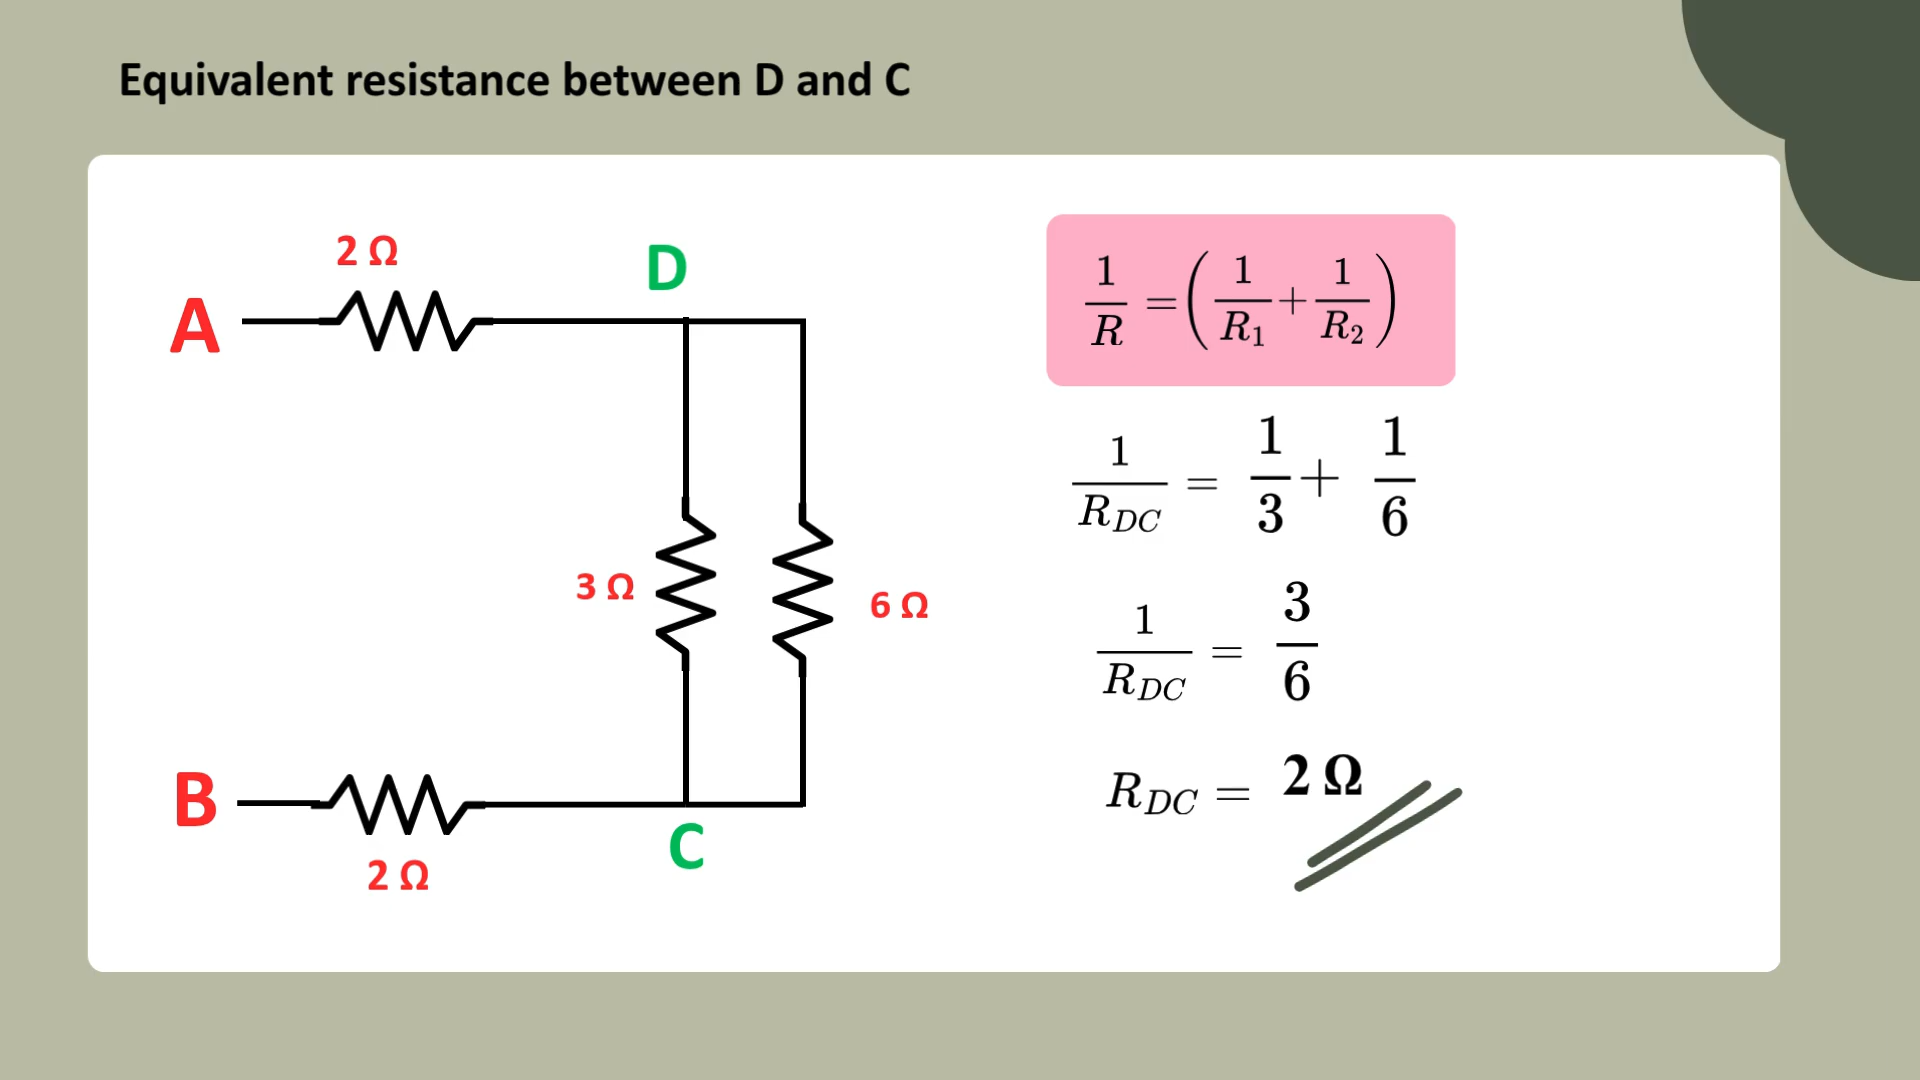 Equivalent resistance between D and C
2 Ω
D
A
3 Ω
6 Ω
B
C
2 Ω
1/R = (1/R₁ + 1/R₂)
1/R_DC = 1/3 + 1/6
1/R_DC = 3/6
R_DC = 2 Ω